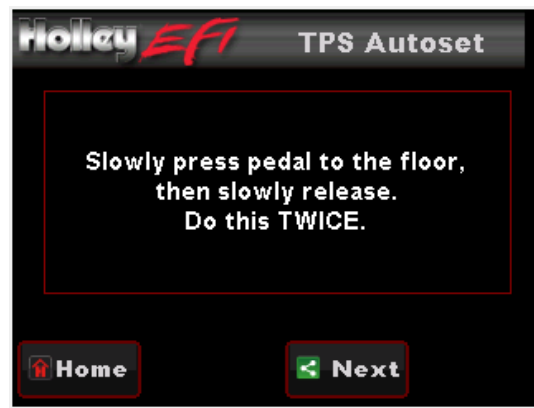 Holley EFI TPS Autoset
Slowly press pedal to the floor,
then slowly release.
Do this TWICE.
Home Next